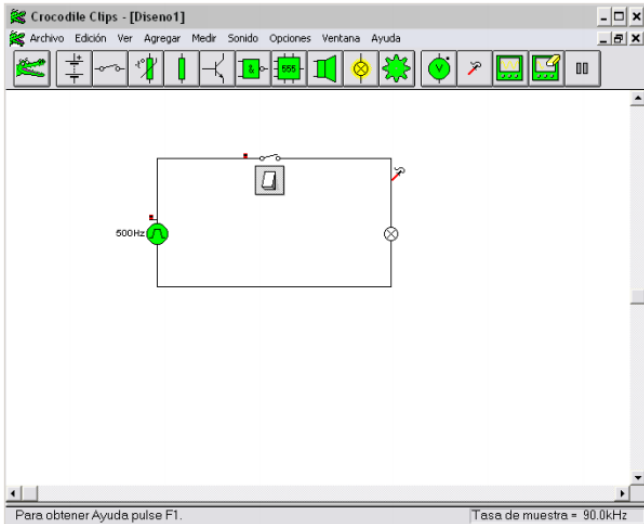 Crocodile Clips - [Diseno1]
Archivo Edición Ver Agregar Medir Sonido Opciones Ventana Ayuda
& 555 V
500Hz
Para obtener Ayuda pulse F1. Tasa de muestra = 90.0kHz